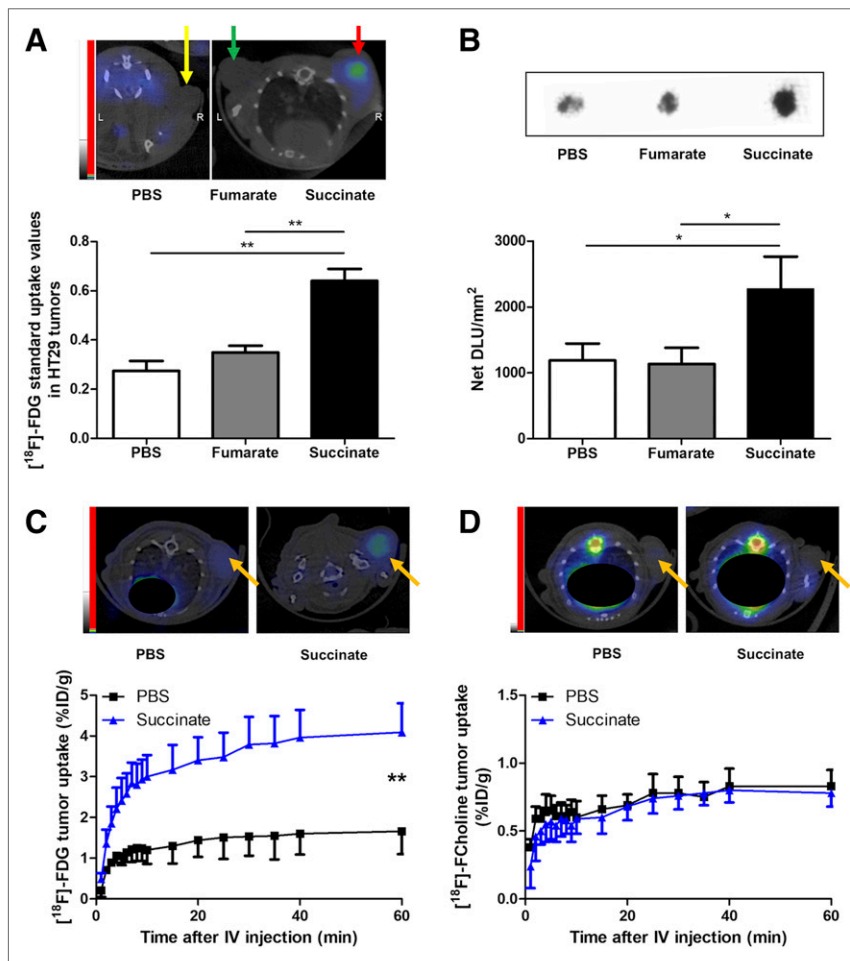 A
L
R
L
R
PBS
Fumarate
Succinate
[¹⁸F]-FDG standard uptake values
in HT29 tumors
0.8
0.6
0.4
0.2
0.0
**
**
PBS
Fumarate
Succinate
B
PBS
Fumarate
Succinate
Net DLU/mm²
3000
2000
1000
0
*
*
PBS
Fumarate
Succinate
C
PBS
Succinate
[¹⁸F]-FDG tumor uptake (%ID/g)
5
4
3
2
1
0
PBS
Succinate
**
0
20
40
60
Time after IV injection (min)
D
PBS
Succinate
[¹⁸F]-FCholine tumor uptake
(%ID/g)
1.5
1.0
0.5
0.0
PBS
Succinate
0
20
40
60
Time after IV injection (min)